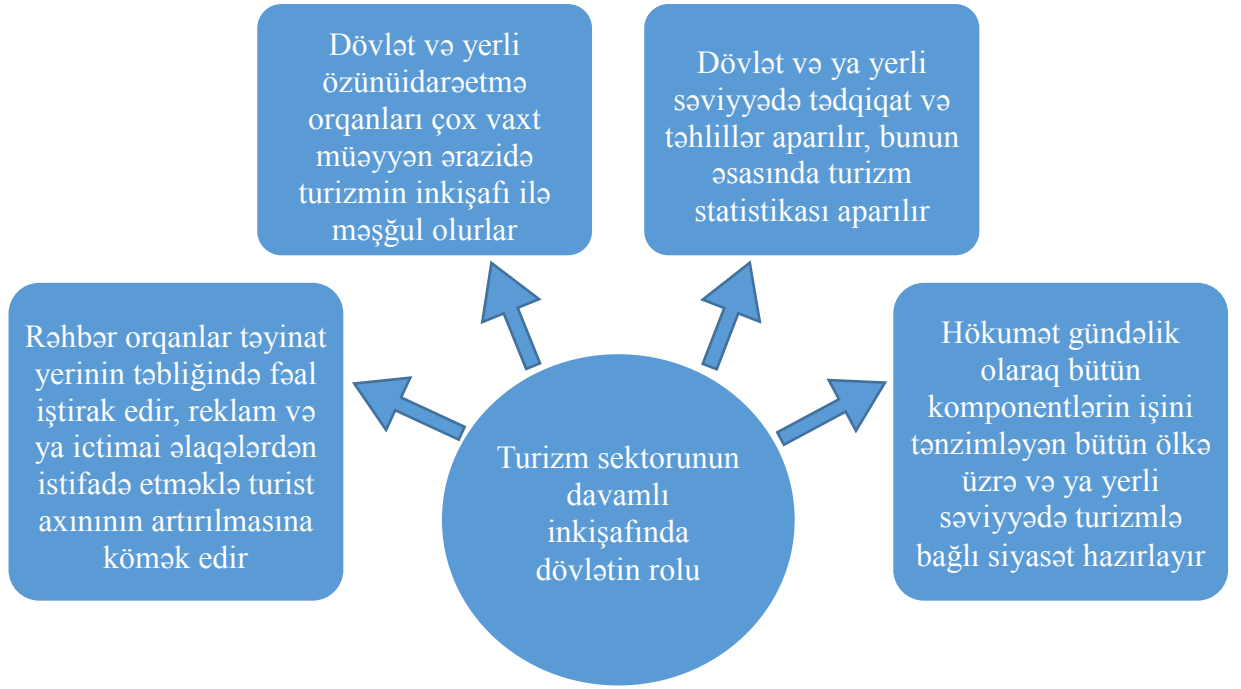 Dövlət və yerli
özünüidarəetmə
orqanları çox vaxt
müəyyən ərazidə
turizmin inkişafı ilə
məşğul olurlar
Dövlət və ya yerli
səviyyədə tədqiqat və
təhlillər aparılır, bunun
əsasında turizm
statistikası aparılır
Rəhbər orqanlar təyinat
yerinin təbliğində fəal
iştirak edir, reklam və
ya ictimai əlaqələrdən
istifadə etməklə turist
axınının artırılmasına
kömək edir
Hökumət gündəlik
olaraq bütün
komponentlərin işini
tənzimləyən bütün ölkə
üzrə və ya yerli
səviyyədə turizmlə
bağlı siyasət hazırlayır
Turizm sektorunun
davamlı
inkişafında
dövlətin rolu